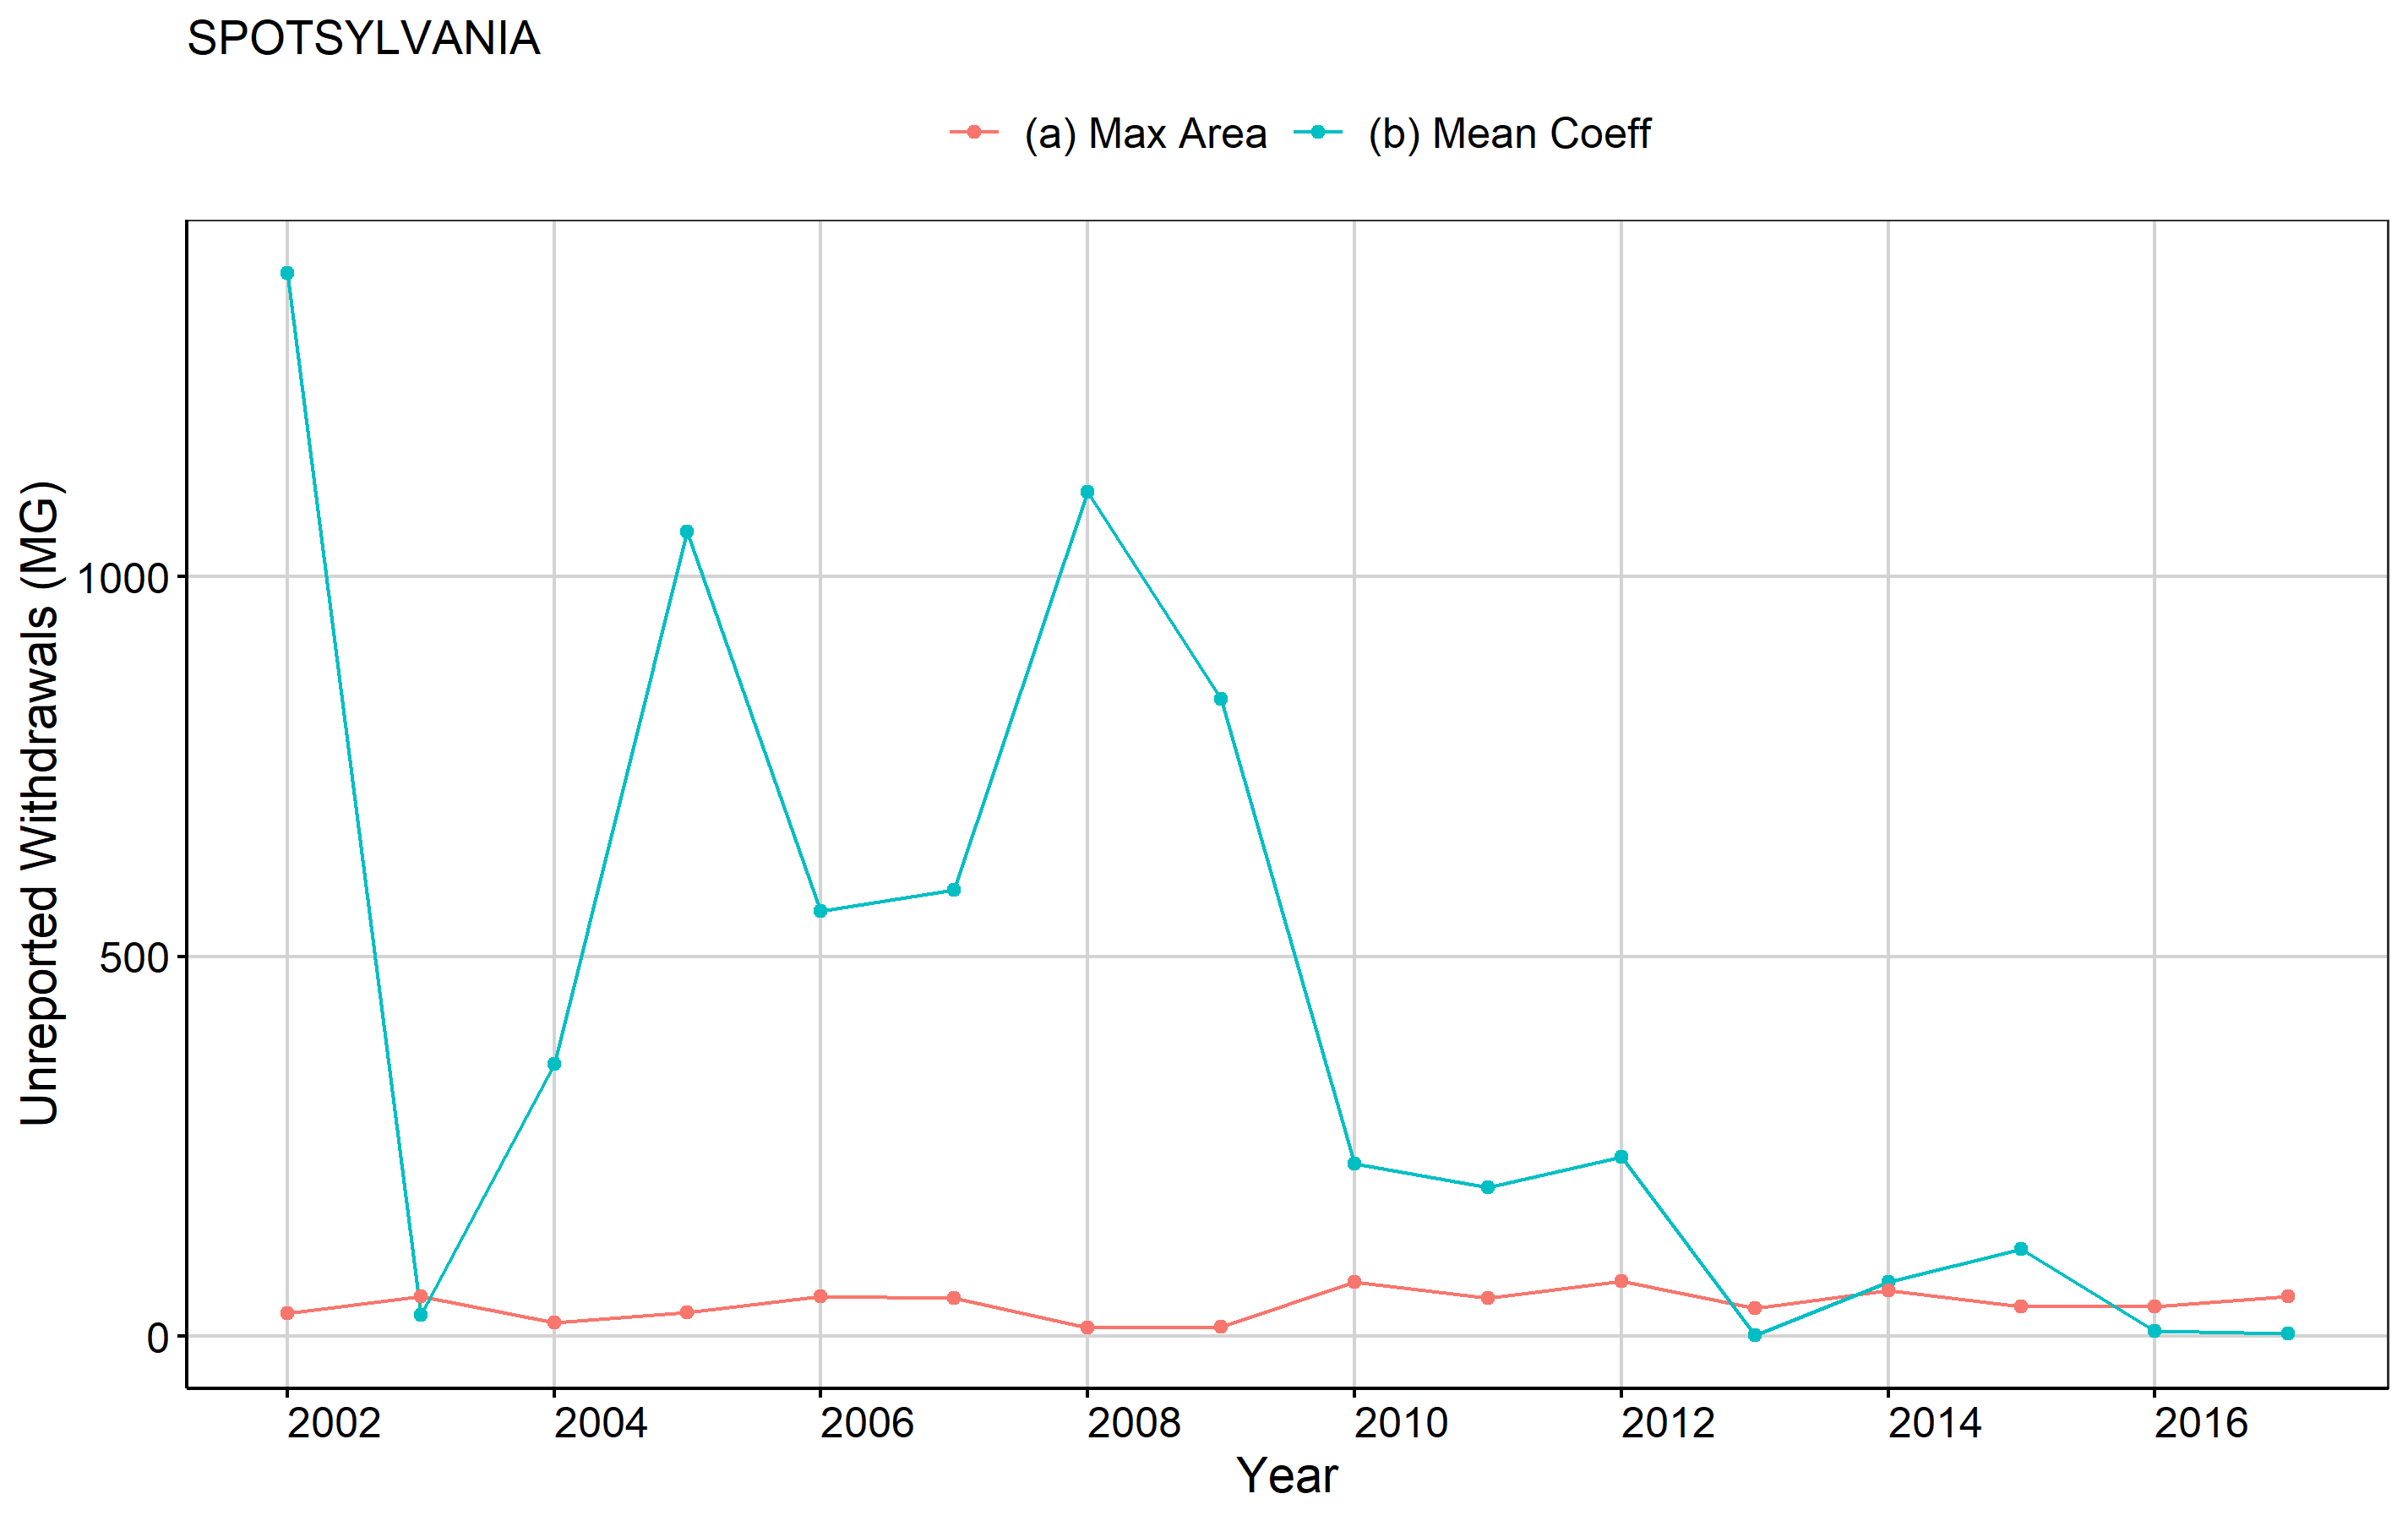 SPOTSYLVANIA
(a) Max Area (b) Mean Coeff
Unreported Withdrawals (MG)
1000
500
0
2002 2004 2006 2008 2010 2012 2014 2016
Year